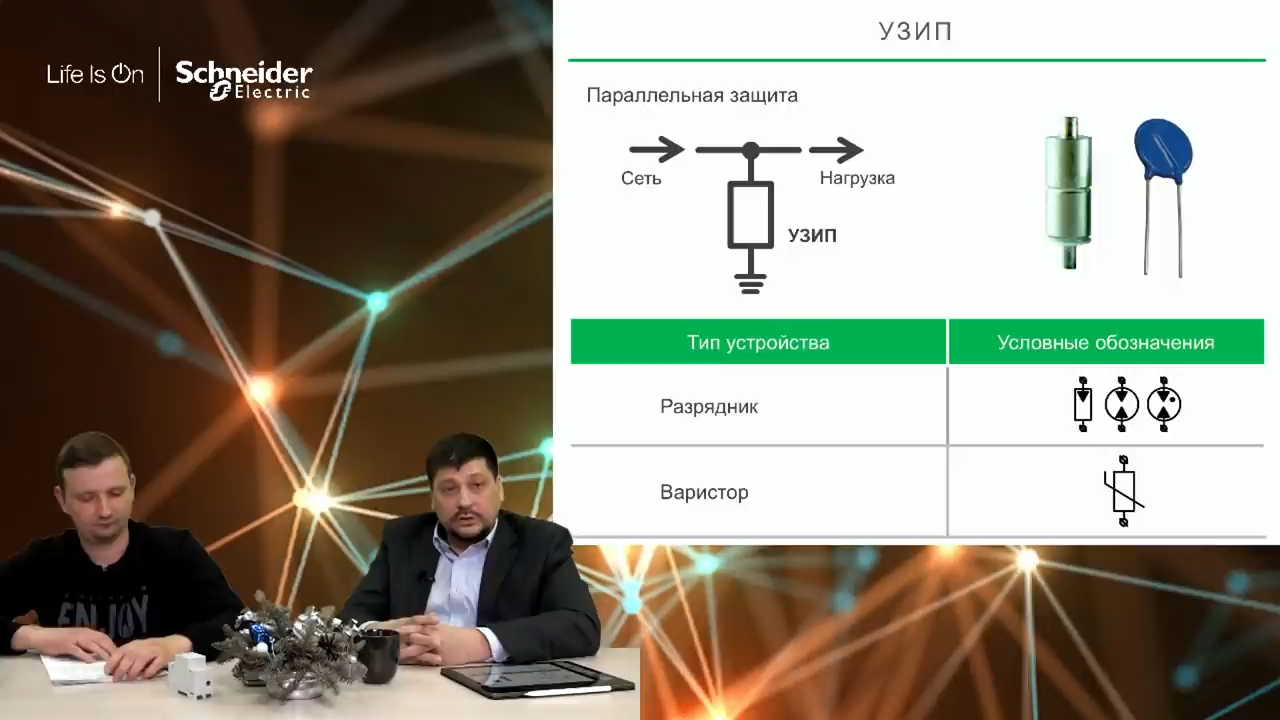 Life Is On
Schneider
Electric
УЗИП
Параллельная защита
Сеть
Нагрузка
УЗИП
Тип устройства
Условные обозначения
Разрядник
Варистор
ENJOY